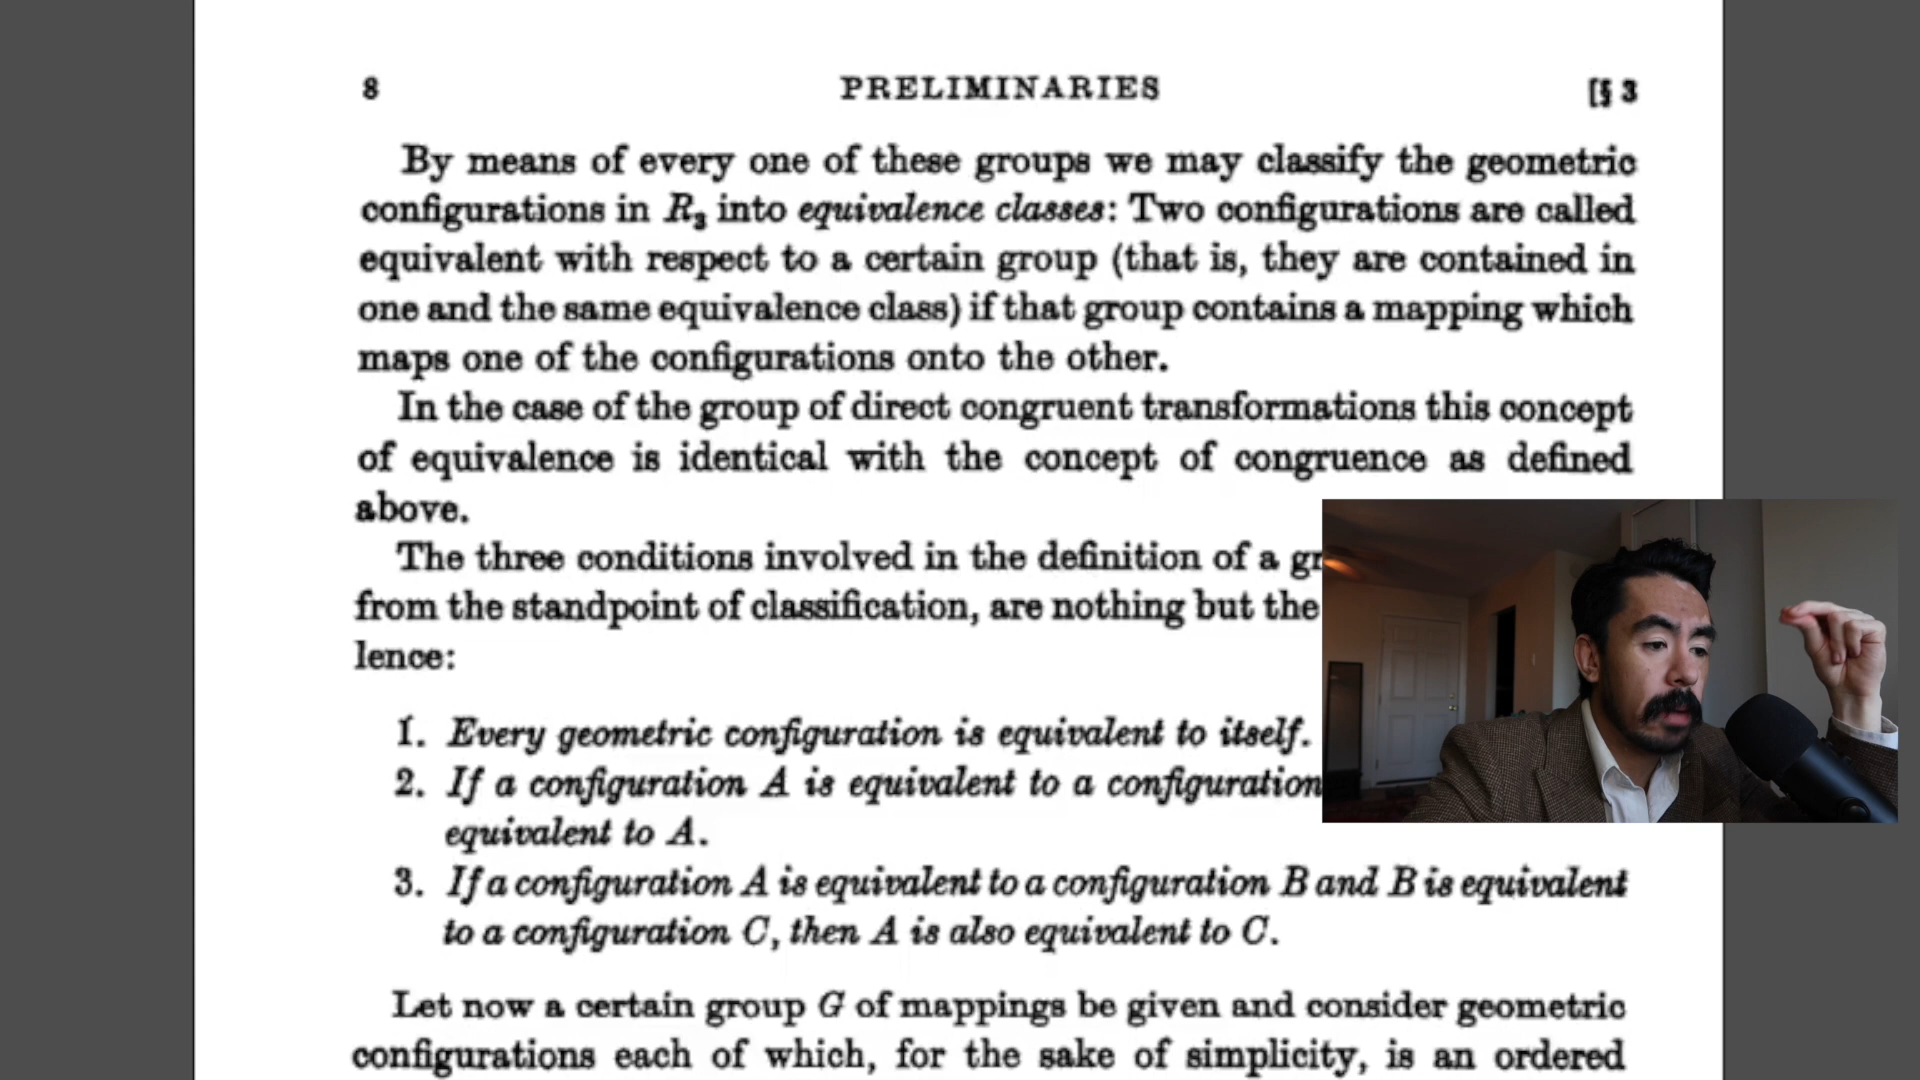 8 PRELIMINARIES [§ 3
By means of every one of these groups we may classify the geometric
configurations in R₃ into equivalence classes: Two configurations are called
equivalent with respect to a certain group (that is, they are contained in
one and the same equivalence class) if that group contains a mapping which
maps one of the configurations onto the other.
In the case of the group of direct congruent transformations this concept
of equivalence is identical with the concept of congruence as defined
above.
The three conditions involved in the definition of a
from the standpoint of classification, are nothing but the
lence:
1. Every geometric configuration is equivalent to itself.
2. If a configuration A is equivalent to a configuration
equivalent to A.
3. If a configuration A is equivalent to a configuration B and B is equivalent
to a configuration C, then A is also equivalent to C.
Let now a certain group G of mappings be given and consider geometric
configurations each of which, for the sake of simplicity, is an ordered